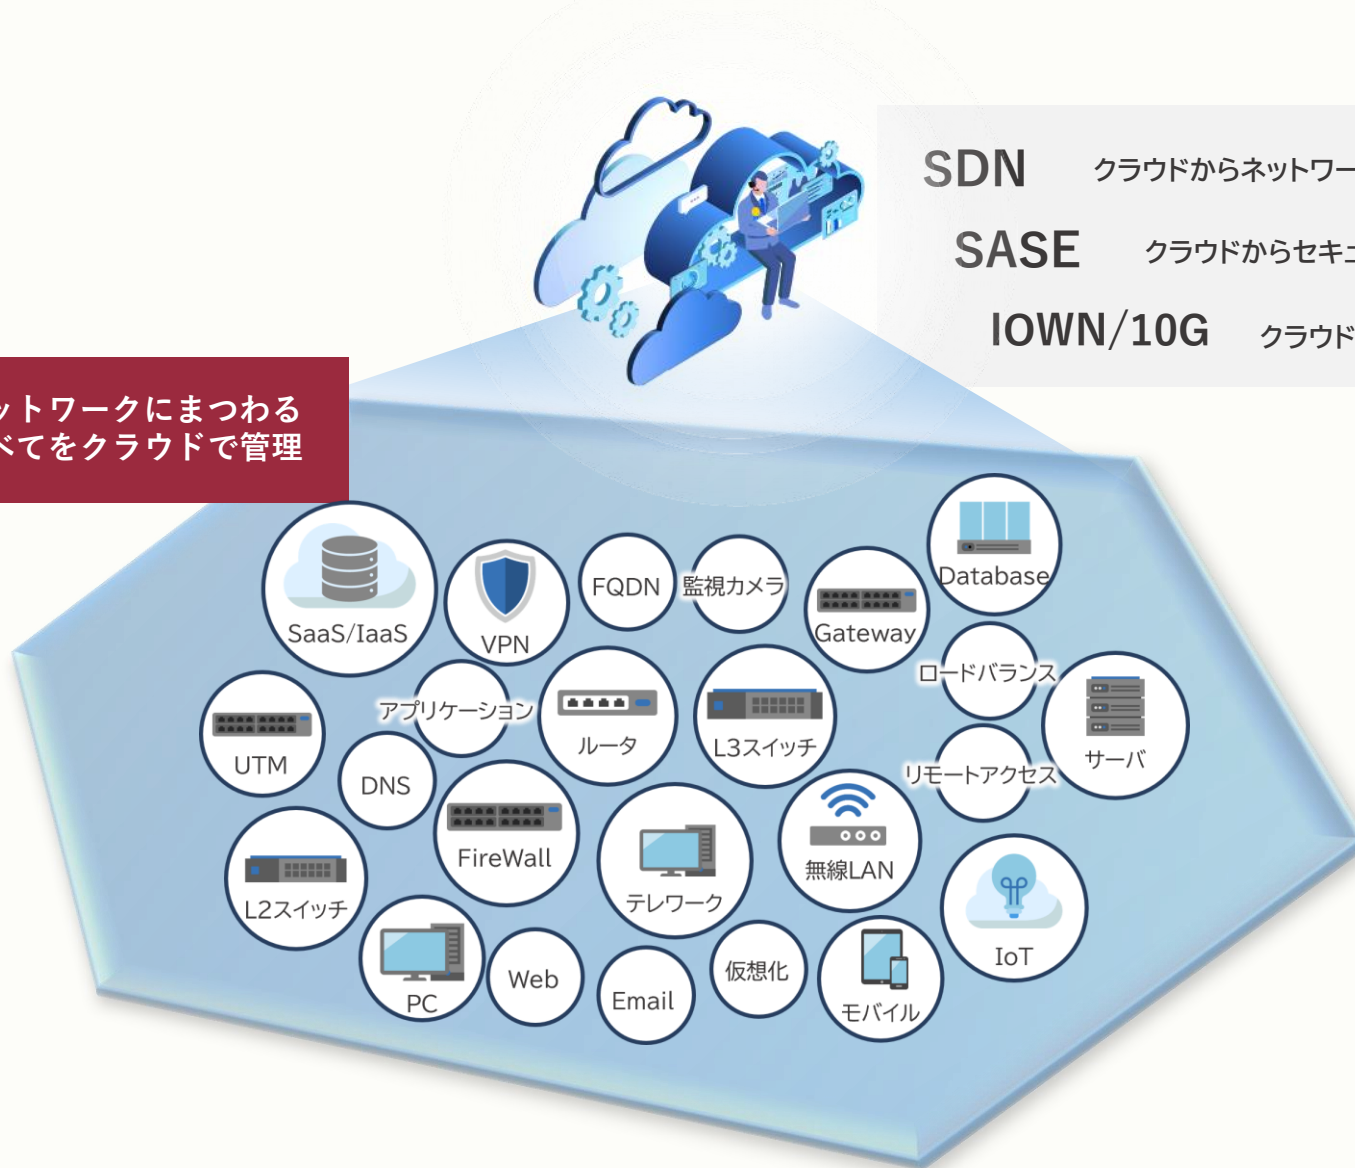 SDN クラウドからネットワー
SASE クラウドからセキュ
IOWN/10G クラウド
ットワークにまつわる
べてをクラウドで管理
SaaS/IaaS
VPN
FQDN
監視カメラ
Gateway
Database
UTM
アプリケーション
DNS
ルータ
L3スイッチ
ロードバランス
リモートアクセス
サーバ
L2スイッチ
FireWall
テレワーク
無線LAN
IoT
PC
Web
Email
仮想化
モバイル